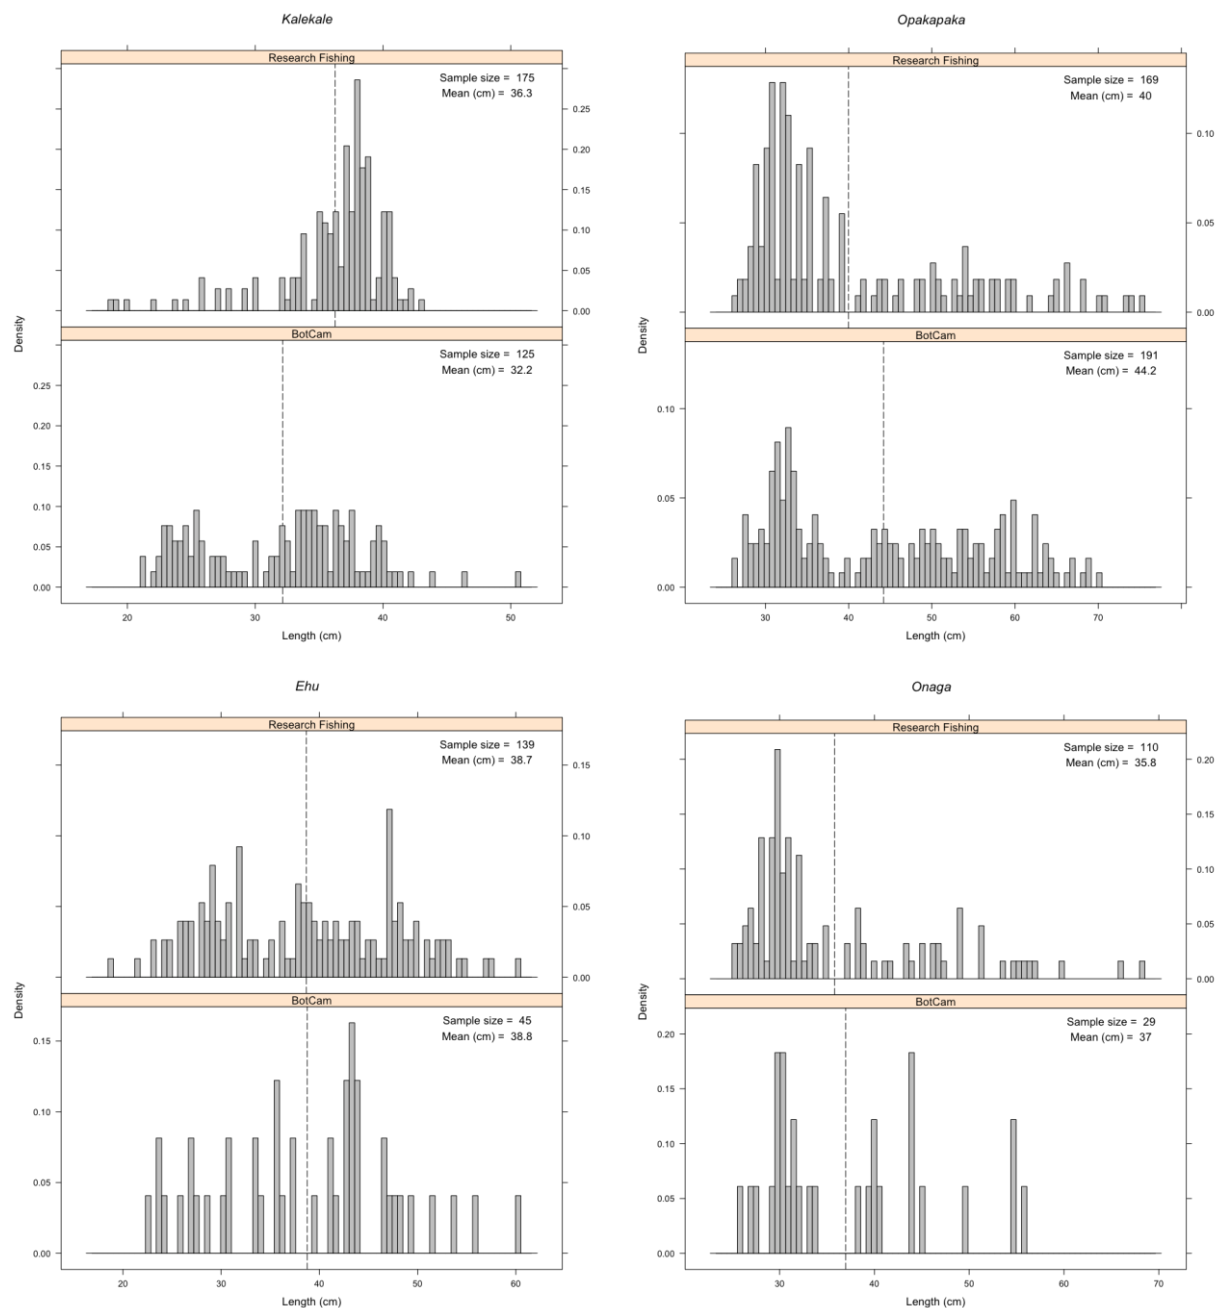 Kalekale
Research Fishing
Sample size = 175
Mean (cm) = 36.3
0.25
0.20
0.15
0.10
0.05
0.00
BotCam
Sample size = 125
Mean (cm) = 32.2
0.25
0.20
0.15
0.10
0.05
0.00
Density
20 30 40 50
Length (cm)
Opakapaka
Research Fishing
Sample size = 169
Mean (cm) = 40
0.10
0.05
0.00
BotCam
Sample size = 191
Mean (cm) = 44.2
0.10
0.05
0.00
Density
30 40 50 60 70
Length (cm)
Ehu
Research Fishing
Sample size = 139
Mean (cm) = 38.7
0.15
0.10
0.05
0.00
BotCam
Sample size = 45
Mean (cm) = 38.8
0.15
0.10
0.05
0.00
Density
20 30 40 50 60
Length (cm)
Onaga
Research Fishing
Sample size = 110
Mean (cm) = 35.8
0.20
0.15
0.10
0.05
0.00
BotCam
Sample size = 29
Mean (cm) = 37
0.20
0.15
0.10
0.05
0.00
Density
30 40 50 60 70
Length (cm)